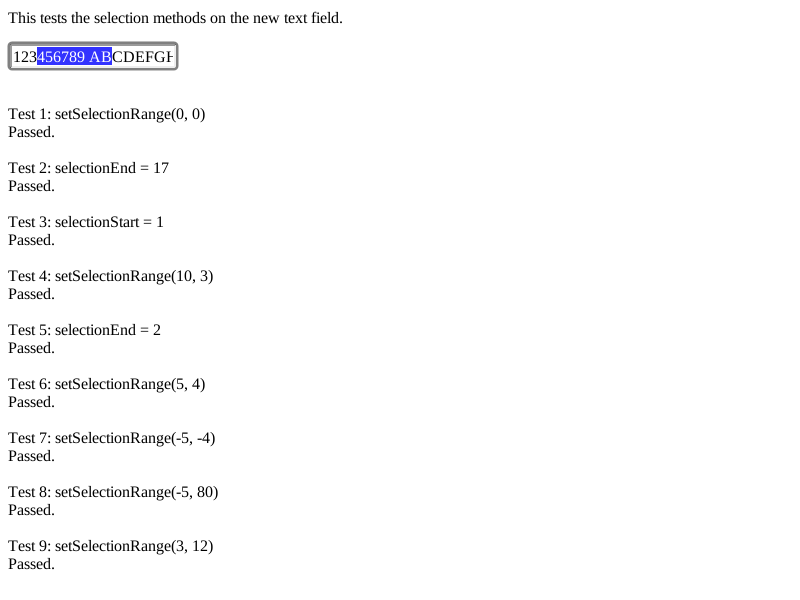 This tests the selection methods on the new text field.
123456789 ABCDEFGH
Test 1: setSelectionRange(0, 0)
Passed.
Test 2: selectionEnd = 17
Passed.
Test 3: selectionStart = 1
Passed.
Test 4: setSelectionRange(10, 3)
Passed.
Test 5: selectionEnd = 2
Passed.
Test 6: setSelectionRange(5, 4)
Passed.
Test 7: setSelectionRange(-5, -4)
Passed.
Test 8: setSelectionRange(-5, 80)
Passed.
Test 9: setSelectionRange(3, 12)
Passed.